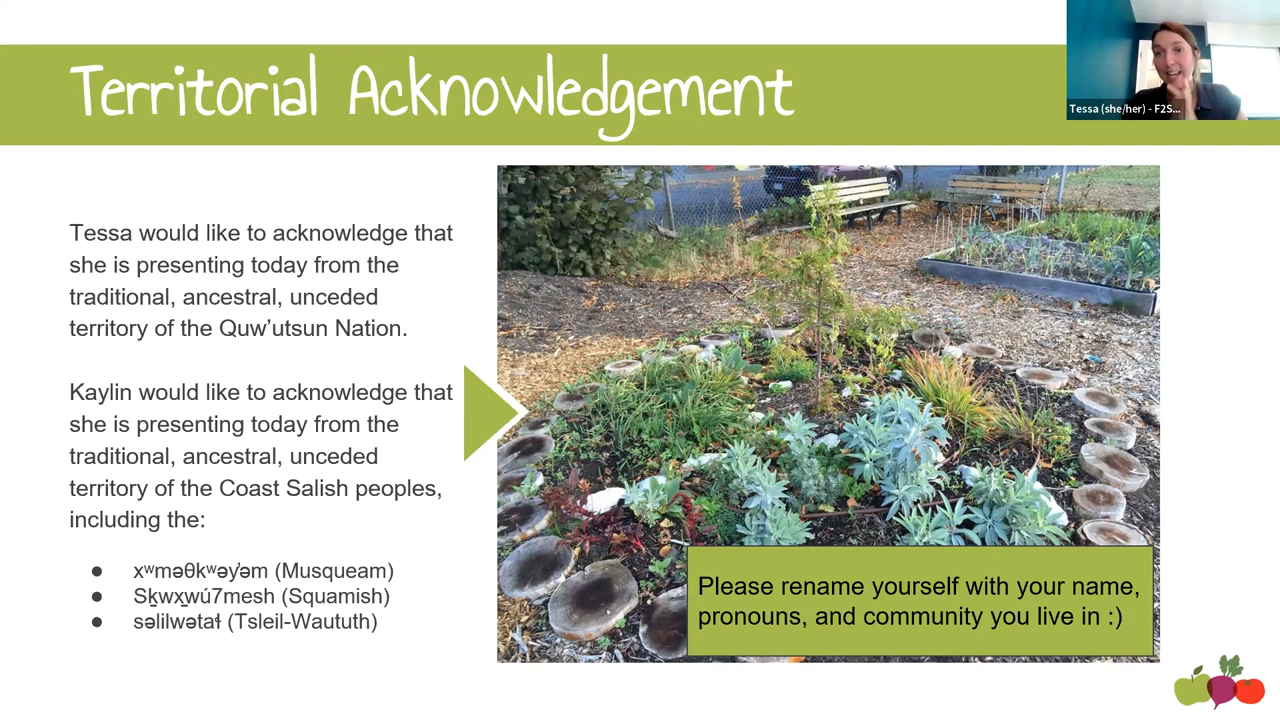 Territorial Acknowledgement
Tessa (she/her) - F2S...
Tessa would like to acknowledge that
she is presenting today from the
traditional, ancestral, unceded
territory of the Quw’utsun Nation.
Kaylin would like to acknowledge that
she is presenting today from the
traditional, ancestral, unceded
territory of the Coast Salish peoples,
including the:
● xʷməθkʷəy̓əm (Musqueam)
● Sḵwx̱wú7mesh (Squamish)
● səlilwətaɬ (Tsleil-Waututh)
Please rename yourself with your name,
pronouns, and community you live in :)